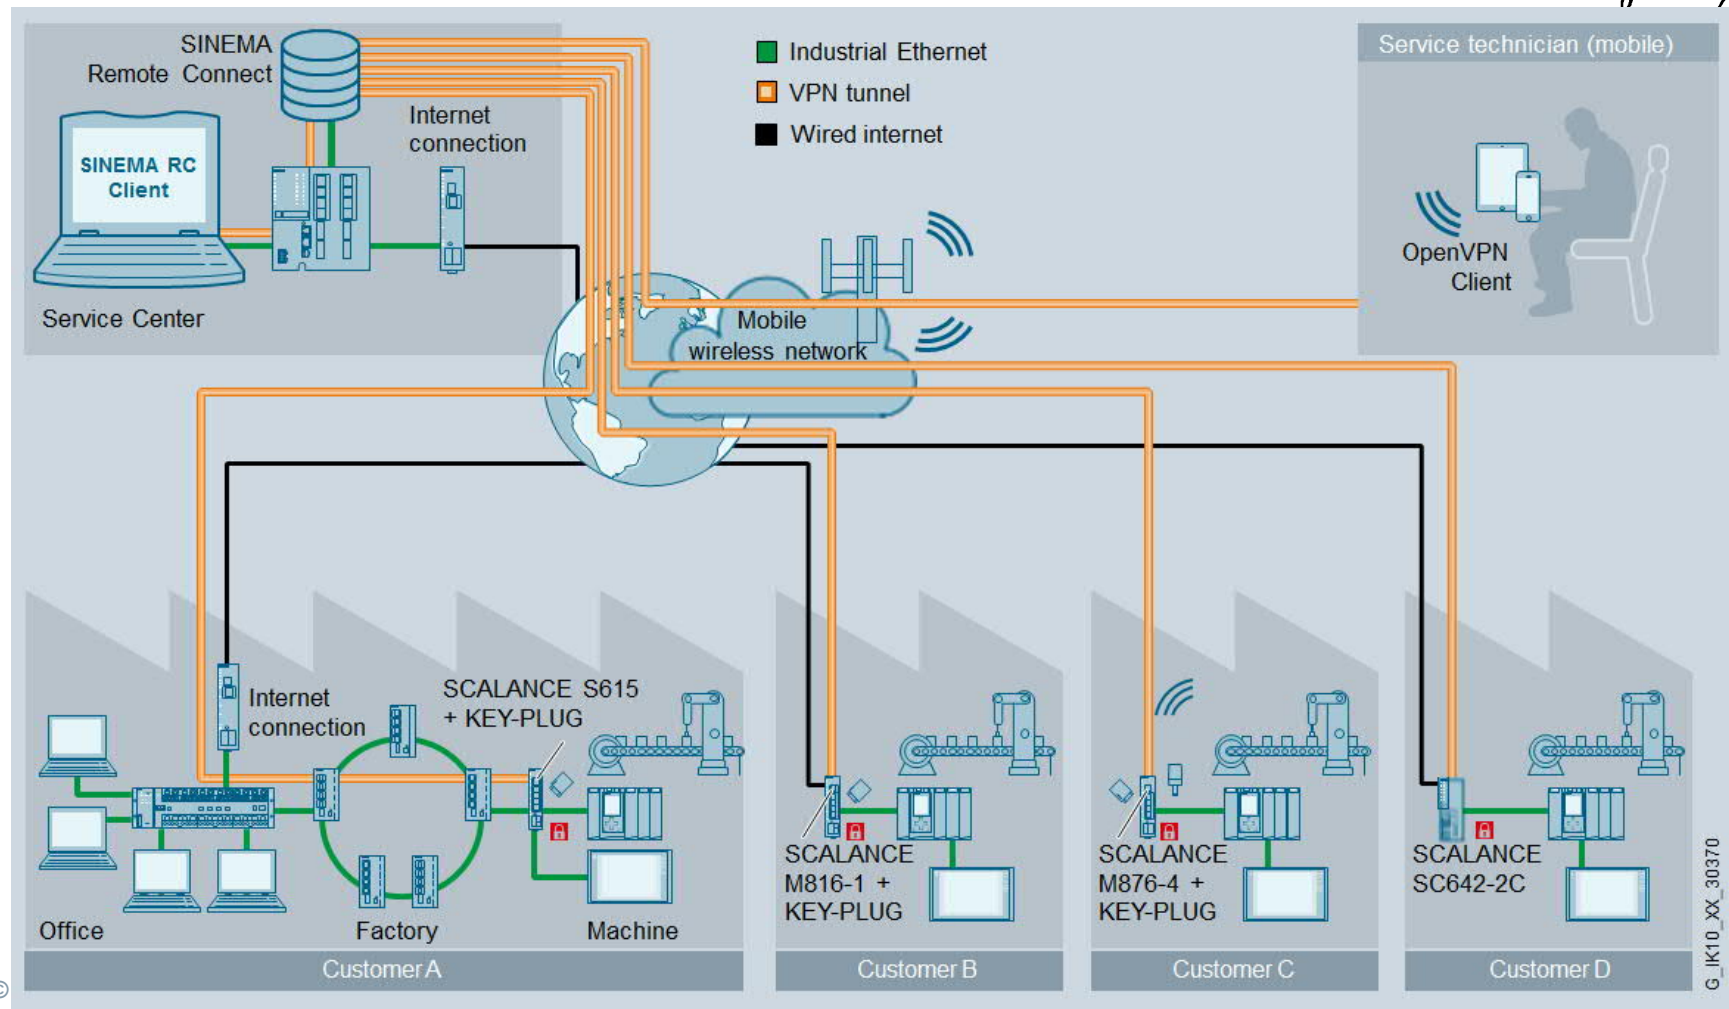 SINEMA
Remote Connect
Internet
connection
SINEMA RC
Client
Service Center
Industrial Ethernet
VPN tunnel
Wired internet
Service technician (mobile)
OpenVPN
Client
Mobile
wireless network
Internet
connection
SCALANCE S615
+ KEY-PLUG
Office
Factory
Machine
Customer A
SCALANCE
M816-1 +
KEY-PLUG
Customer B
SCALANCE
M876-4 +
KEY-PLUG
Customer C
SCALANCE
SC642-2C
Customer D
G_IK10_XX_30370
©